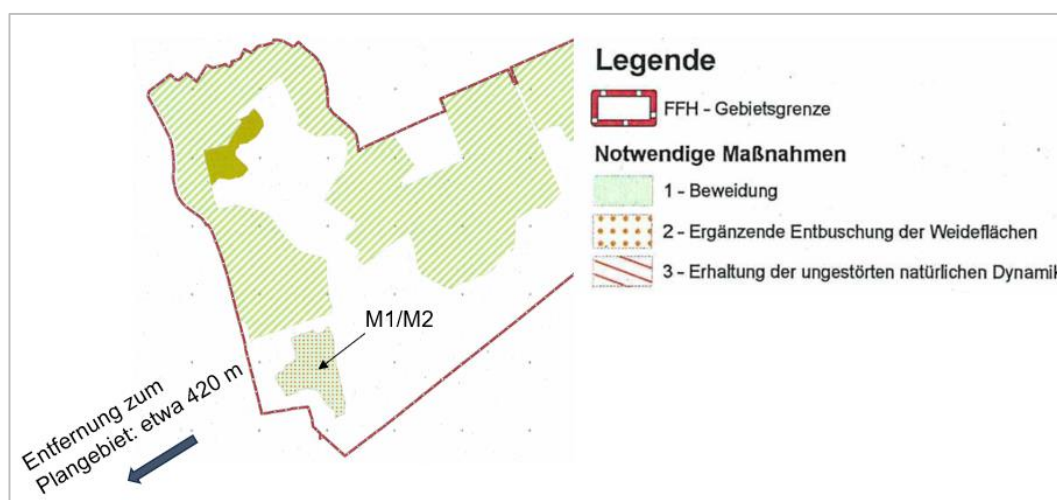 Legende
FFH - Gebietsgrenze
Notwendige Maßnahmen
1 - Beweidung
2 - Ergänzende Entbuschung der Weideflächen
3 - Erhaltung der ungestörten natürlichen Dynamik
M1/M2
Entfernung zum
Plangebiet: etwa 420 m